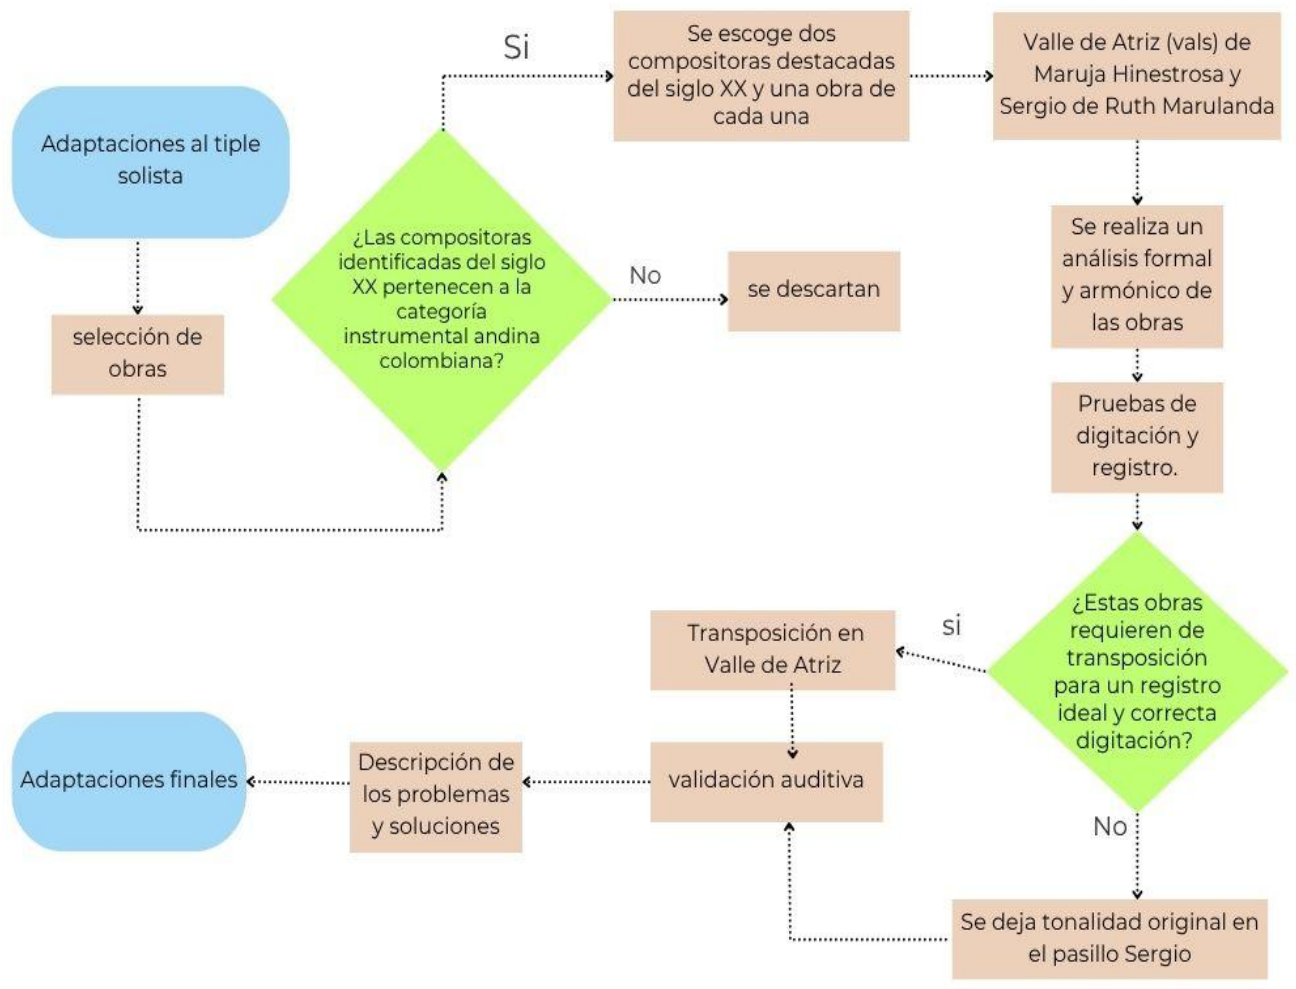 Adaptaciones al tiple
solista
selección de
obras
¿Las compositoras
identificadas del siglo
XX pertenecen a la
categoría
instrumental andina
colombiana?
Si
No
se descartan
Se escoge dos
compositoras destacadas
del siglo XX y una obra de
cada una
Valle de Atriz (vals) de
Maruja Hinestrosa y
Sergio de Ruth Marulanda
Se realiza un
análisis formal
y armónico de
las obras
Pruebas de
digitación y
registro.
¿Estas obras
requieren de
transposición
para un registro
ideal y correcta
digitación?
si
Transposición en
Valle de Atriz
No
Se deja tonalidad original en
el pasillo Sergio
validación auditiva
Descripción de
los problemas
y soluciones
Adaptaciones finales